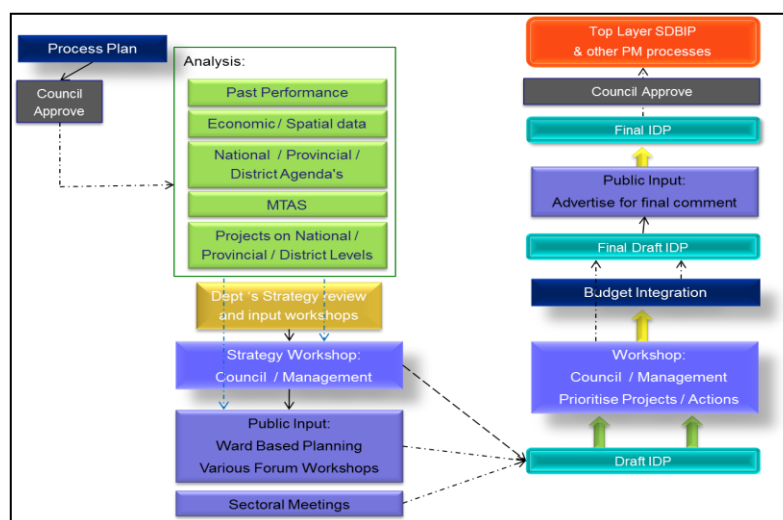 Process Plan
Council
Approve
Analysis:
Past Performance
Economic / Spatial data
National / Provincial /
District Agenda's
MTAS
Projects on National /
Provincial / District Levels
Dept 's Strategy review
and input workshops
Strategy Workshop:
Council / Management
Public Input:
Ward Based Planning
Various Forum Workshops
Sectoral Meetings
Top Layer SDBIP
& other PM processes
Council Approve
Final IDP
Public Input:
Advertise for final comment
Final Draft IDP
Budget Integration
Workshop:
Council / Management
Prioritise Projects / Actions
Draft IDP